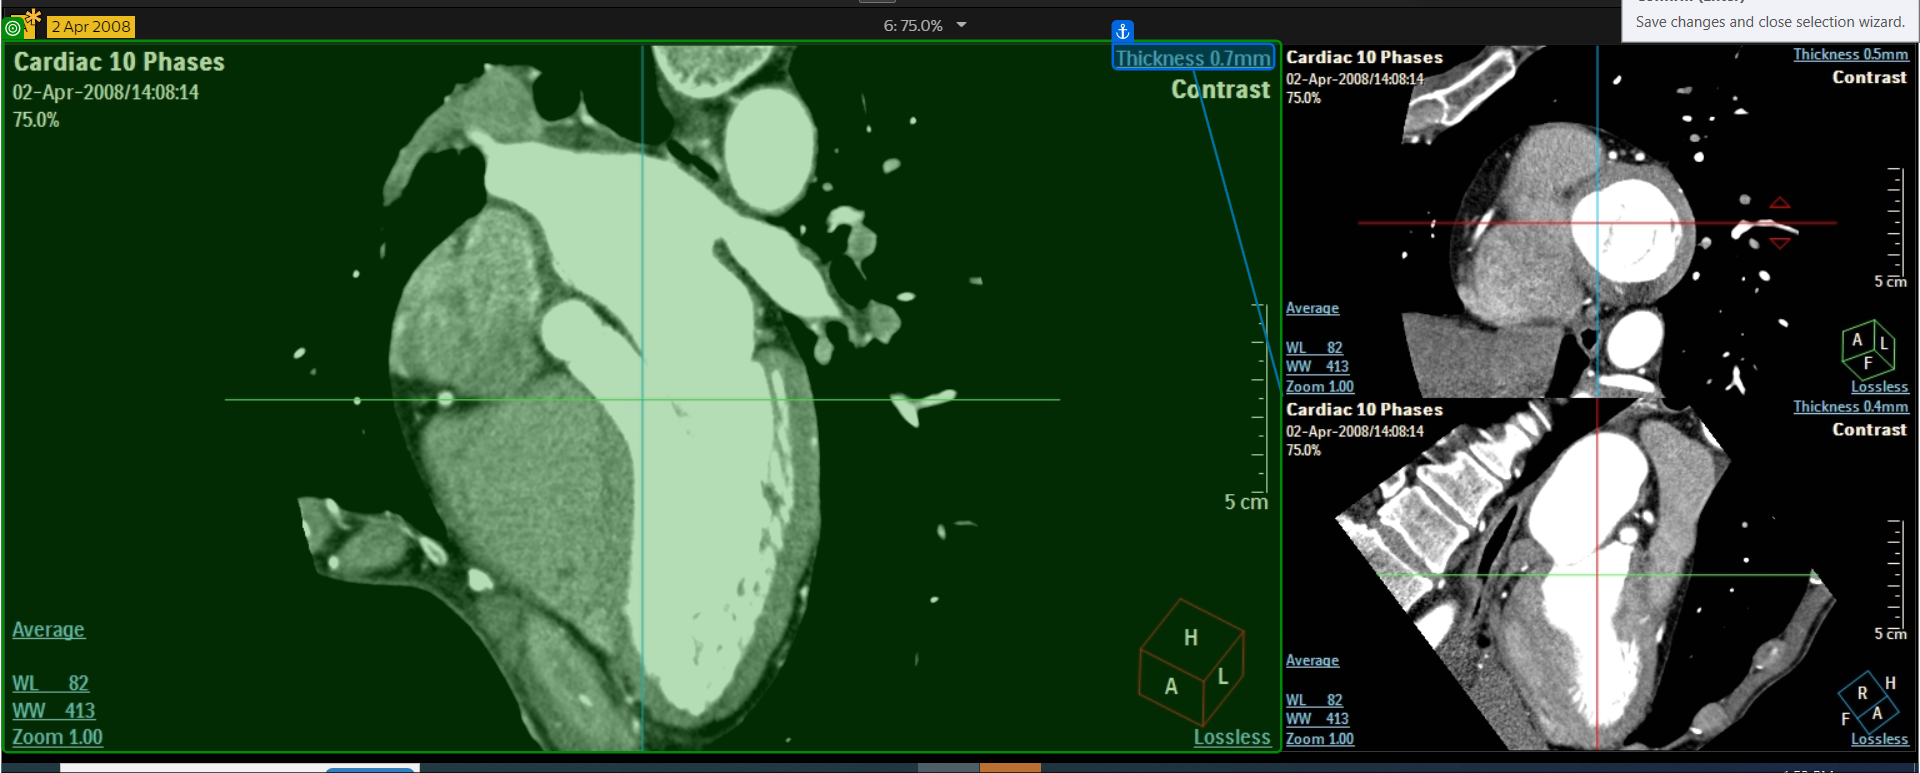 Save changes and close selection wizard.
2 Apr 2008
6: 75.0%
Cardiac 10 Phases
02-Apr-2008/14:08:14
75.0%
Thickness 0.7mm
Contrast
5 cm
Average
WL 82
WW 413
Zoom 1.00
H
A
L
Lossless
Cardiac 10 Phases
02-Apr-2008/14:08:14
75.0%
Thickness 0.5mm
Contrast
5 cm
Average
WL 82
WW 413
Zoom 1.00
A
L
F
Lossless
Cardiac 10 Phases
02-Apr-2008/14:08:14
75.0%
Thickness 0.4mm
Contrast
5 cm
Average
WL 82
WW 413
Zoom 1.00
H
R
A
F
Lossless